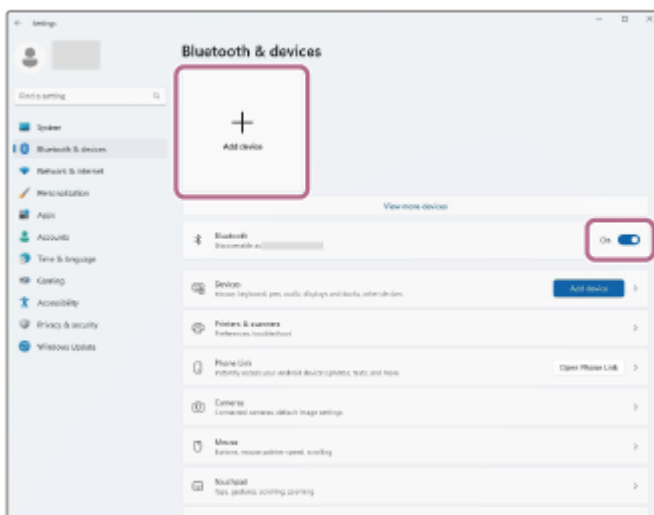 Settings
Bluetooth & devices
Find a setting
System
Bluetooth & devices
Network & internet
Personalization
Apps
Accounts
Time & language
Gaming
Accessibility
Privacy & security
Windows Update
Add device
View more devices
Bluetooth
Discoverable as
On
Devices
Mouse, keyboard, pen, audio, displays and docks, other devices
Add device
Printers & scanners
Preferences, troubleshoot
Phone Link
Instantly access your Android device's photos, texts, and more
Open Phone Link
Cameras
Connected cameras, default image settings
Mouse
Buttons, mouse pointer speed, scrolling
Touchpad
Taps, gestures, scrolling, zooming